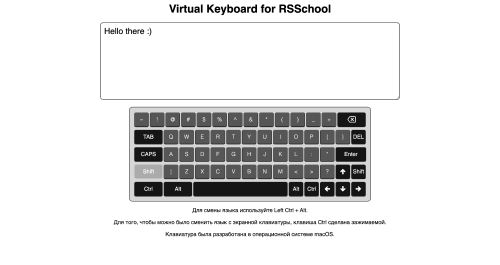 Virtual Keyboard for RSSchool
Hello there :)
~ ! @ # $ % ^ & * ( ) _ +
TAB Q W E R T Y U I O P { } DEL
CAPS A S D F G H J K L : " Enter
Shift | Z X C V B N M < > ? Shift
Ctrl Alt Alt Ctrl
Для смены языка используйте Left Ctrl + Alt.
Для того, чтобы можно было сменить язык с экранной клавиатуры, клавиша Ctrl сделана зажимаемой.
Клавиатура была разработана в операционной системе macOS.